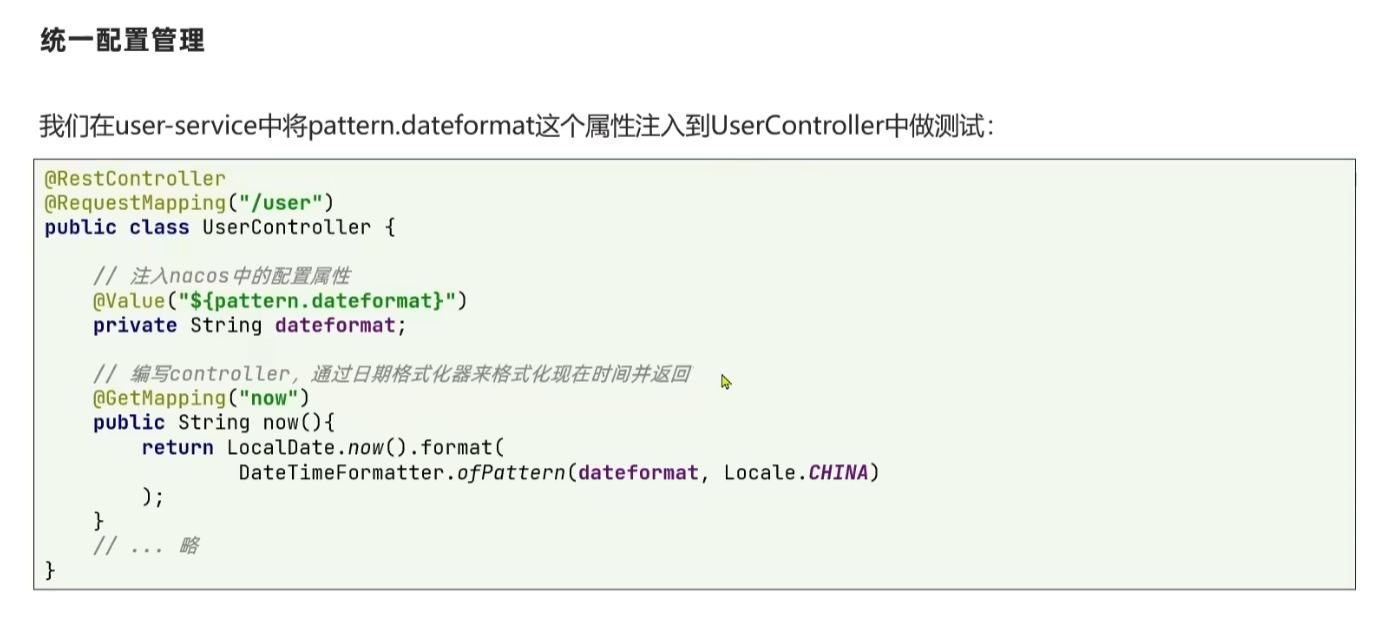 统一配置管理
我们在user-service中将pattern.dateformat这个属性注入到UserController中做测试：
@RestController
@RequestMapping("/user")
public class UserController {
// 注入nacos中的配置属性
@Value("${pattern.dateformat}")
private String dateformat;
// 编写controller，通过日期格式化器来格式化现在时间并返回
@GetMapping("now")
public String now(){
return LocalDate.now().format(
DateTimeFormatter.ofPattern(dateformat, Locale.CHINA)
);
}
// ... 略
}